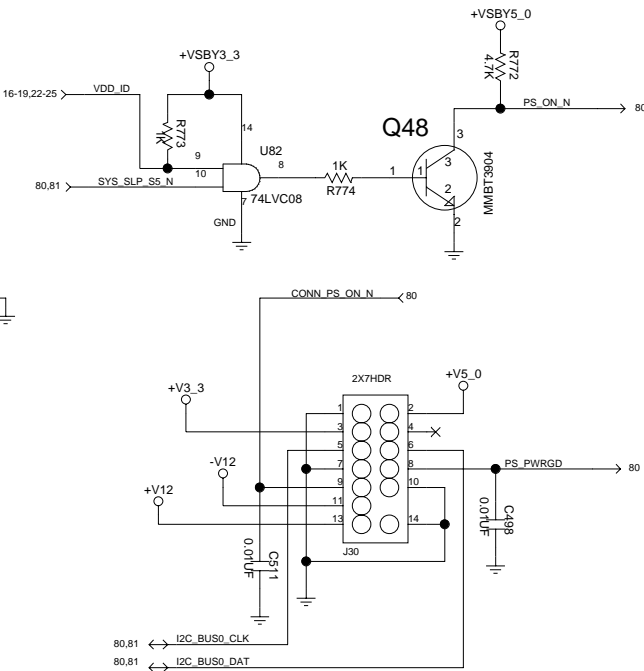 +VSBY5_0
+VSBY3_3
R772
4.7K
16-19,22-25
VDD_ID
PS_ON_N
80
R773
1K
14
Q48
3
U82
9
8
1K
1
1
3
MMBT3904
10
80,81
SYS_SLP_S5_N
R774
2
7
74LVC08
GND
2
CONN_PS_ON_N
80
2X7HDR
+V5_0
+V3_3
1
2
3
4
5
6
-V12
7
8
PS_PWRGD
80
9
10
+V12
11
13
14
C498
0.01UF
J30
C511
0.01UF
80,81
I2C_BUS0_CLK
80,81
I2C_BUS0_DAT